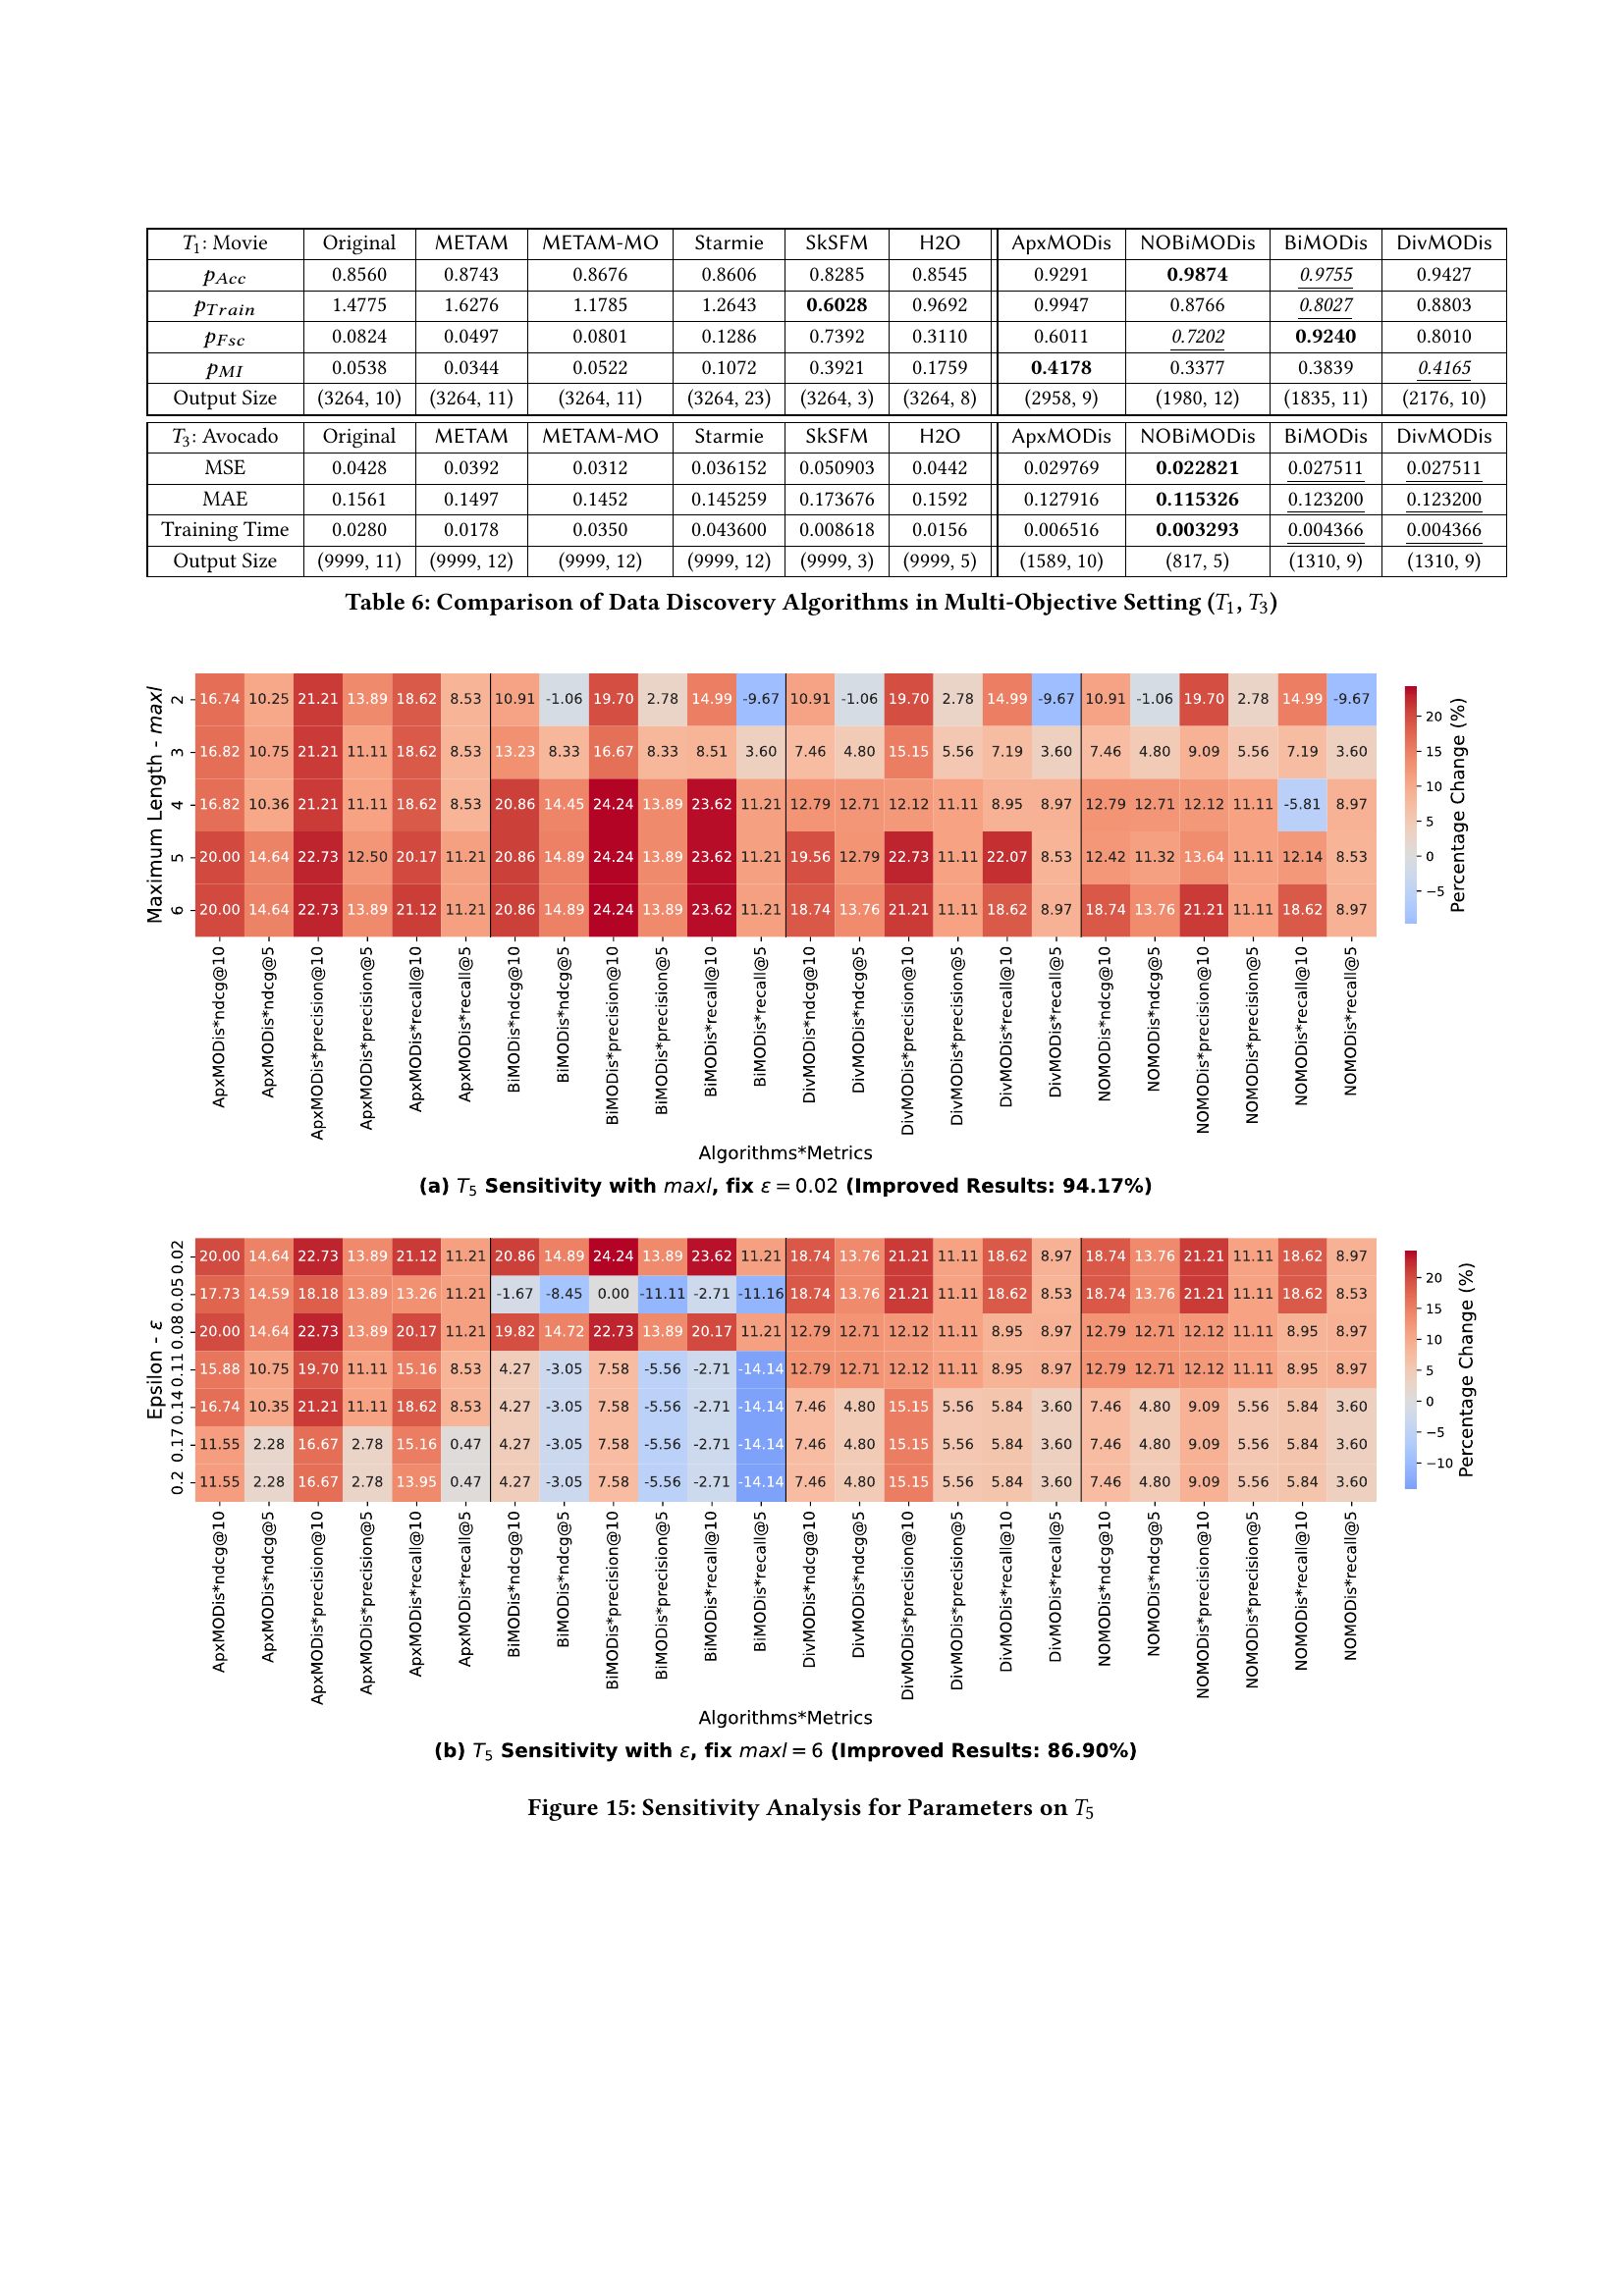 T1: Movie Original METAM METAM-MO Starmie SkSFM H2O ApxMODis NOBiMODis BiMODis DivMODis
pAcc 0.8560 0.8743 0.8676 0.8606 0.8285 0.8545 0.9291 0.9874 0.9755 0.9427
pTrain 1.4775 1.6276 1.1785 1.2643 0.6028 0.9692 0.9947 0.8766 0.8027 0.8803
pFsc 0.0824 0.0497 0.0801 0.1286 0.7392 0.3110 0.6011 0.7202 0.9240 0.8010
pMI 0.0538 0.0344 0.0522 0.1072 0.3921 0.1759 0.4178 0.3377 0.3839 0.4165
Output Size (3264, 10) (3264, 11) (3264, 11) (3264, 23) (3264, 3) (3264, 8) (2958, 9) (1980, 12) (1835, 11) (2176, 10)
T3: Avocado Original METAM METAM-MO Starmie SkSFM H2O ApxMODis NOBiMODis BiMODis DivMODis
MSE 0.0428 0.0392 0.0312 0.036152 0.050903 0.0442 0.029769 0.022821 0.027511 0.027511
MAE 0.1561 0.1497 0.1452 0.145259 0.173676 0.1592 0.127916 0.115326 0.123200 0.123200
Training Time 0.0280 0.0178 0.0350 0.043600 0.008618 0.0156 0.006516 0.003293 0.004366 0.004366
Output Size (9999, 11) (9999, 12) (9999, 12) (9999, 12) (9999, 3) (9999, 5) (1589, 10) (817, 5) (1310, 9) (1310, 9)
Table 6: Comparison of Data Discovery Algorithms in Multi-Objective Setting (T1, T3)
Maximum Length - maxl
2 16.74 10.25 21.21 13.89 18.62 8.53 10.91 -1.06 19.70 2.78 14.99 -9.67 10.91 -1.06 19.70 2.78 14.99 -9.67 10.91 -1.06 19.70 2.78 14.99 -9.67
3 16.82 10.75 21.21 11.11 18.62 8.53 13.23 8.33 16.67 8.33 8.51 3.60 7.46 4.80 15.15 5.56 7.19 3.60 7.46 4.80 9.09 5.56 7.19 3.60
4 16.82 10.36 21.21 11.11 18.62 8.53 20.86 14.45 24.24 13.89 23.62 11.21 12.79 12.71 12.12 11.11 8.95 8.97 12.79 12.71 12.12 11.11 -5.81 8.97
5 20.00 14.64 22.73 12.50 20.17 11.21 20.86 14.89 24.24 13.89 23.62 11.21 19.56 12.79 22.73 11.11 22.07 8.53 12.42 11.32 13.64 11.11 12.14 8.53
6 20.00 14.64 22.73 13.89 21.12 11.21 20.86 14.89 24.24 13.89 23.62 11.21 18.74 13.76 21.21 11.11 18.62 8.97 18.74 13.76 21.21 11.11 18.62 8.97
20
15
10
5
0
−5
Percentage Change (%)
ApxMODis*ndcg@10
ApxMODis*ndcg@5
ApxMODis*precision@10
ApxMODis*precision@5
ApxMODis*recall@10
ApxMODis*recall@5
BiMODis*ndcg@10
BiMODis*ndcg@5
BiMODis*precision@10
BiMODis*precision@5
BiMODis*recall@10
BiMODis*recall@5
DivMODis*ndcg@10
DivMODis*ndcg@5
DivMODis*precision@10
DivMODis*precision@5
DivMODis*recall@10
DivMODis*recall@5
NOMODis*ndcg@10
NOMODis*ndcg@5
NOMODis*precision@10
NOMODis*precision@5
NOMODis*recall@10
NOMODis*recall@5
Algorithms*Metrics
(a) T5 Sensitivity with maxl, fix ε = 0.02 (Improved Results: 94.17%)
Epsilon - ε
0.02 20.00 14.64 22.73 13.89 21.12 11.21 20.86 14.89 24.24 13.89 23.62 11.21 18.74 13.76 21.21 11.11 18.62 8.97 18.74 13.76 21.21 11.11 18.62 8.97
0.05 17.73 14.59 18.18 13.89 13.26 11.21 -1.67 -8.45 0.00 -11.11 -2.71 -11.16 18.74 13.76 21.21 11.11 18.62 8.53 18.74 13.76 21.21 11.11 18.62 8.53
0.08 20.00 14.64 22.73 13.89 20.17 11.21 19.82 14.72 22.73 13.89 20.17 11.21 12.79 12.71 12.12 11.11 8.95 8.97 12.79 12.71 12.12 11.11 8.95 8.97
0.11 15.88 10.75 19.70 11.11 15.16 8.53 4.27 -3.05 7.58 -5.56 -2.71 -14.14 12.79 12.71 12.12 11.11 8.95 8.97 12.79 12.71 12.12 11.11 8.95 8.97
0.14 16.74 10.35 21.21 11.11 18.62 8.53 4.27 -3.05 7.58 -5.56 -2.71 -14.14 7.46 4.80 15.15 5.56 5.84 3.60 7.46 4.80 9.09 5.56 5.84 3.60
0.17 11.55 2.28 16.67 2.78 15.16 0.47 4.27 -3.05 7.58 -5.56 -2.71 -14.14 7.46 4.80 15.15 5.56 5.84 3.60 7.46 4.80 9.09 5.56 5.84 3.60
0.2 11.55 2.28 16.67 2.78 13.95 0.47 4.27 -3.05 7.58 -5.56 -2.71 -14.14 7.46 4.80 15.15 5.56 5.84 3.60 7.46 4.80 9.09 5.56 5.84 3.60
20
15
10
5
0
−5
−10
Percentage Change (%)
ApxMODis*ndcg@10
ApxMODis*ndcg@5
ApxMODis*precision@10
ApxMODis*precision@5
ApxMODis*recall@10
ApxMODis*recall@5
BiMODis*ndcg@10
BiMODis*ndcg@5
BiMODis*precision@10
BiMODis*precision@5
BiMODis*recall@10
BiMODis*recall@5
DivMODis*ndcg@10
DivMODis*ndcg@5
DivMODis*precision@10
DivMODis*precision@5
DivMODis*recall@10
DivMODis*recall@5
NOMODis*ndcg@10
NOMODis*ndcg@5
NOMODis*precision@10
NOMODis*precision@5
NOMODis*recall@10
NOMODis*recall@5
Algorithms*Metrics
(b) T5 Sensitivity with ε, fix maxl = 6 (Improved Results: 86.90%)
Figure 15: Sensitivity Analysis for Parameters on T5